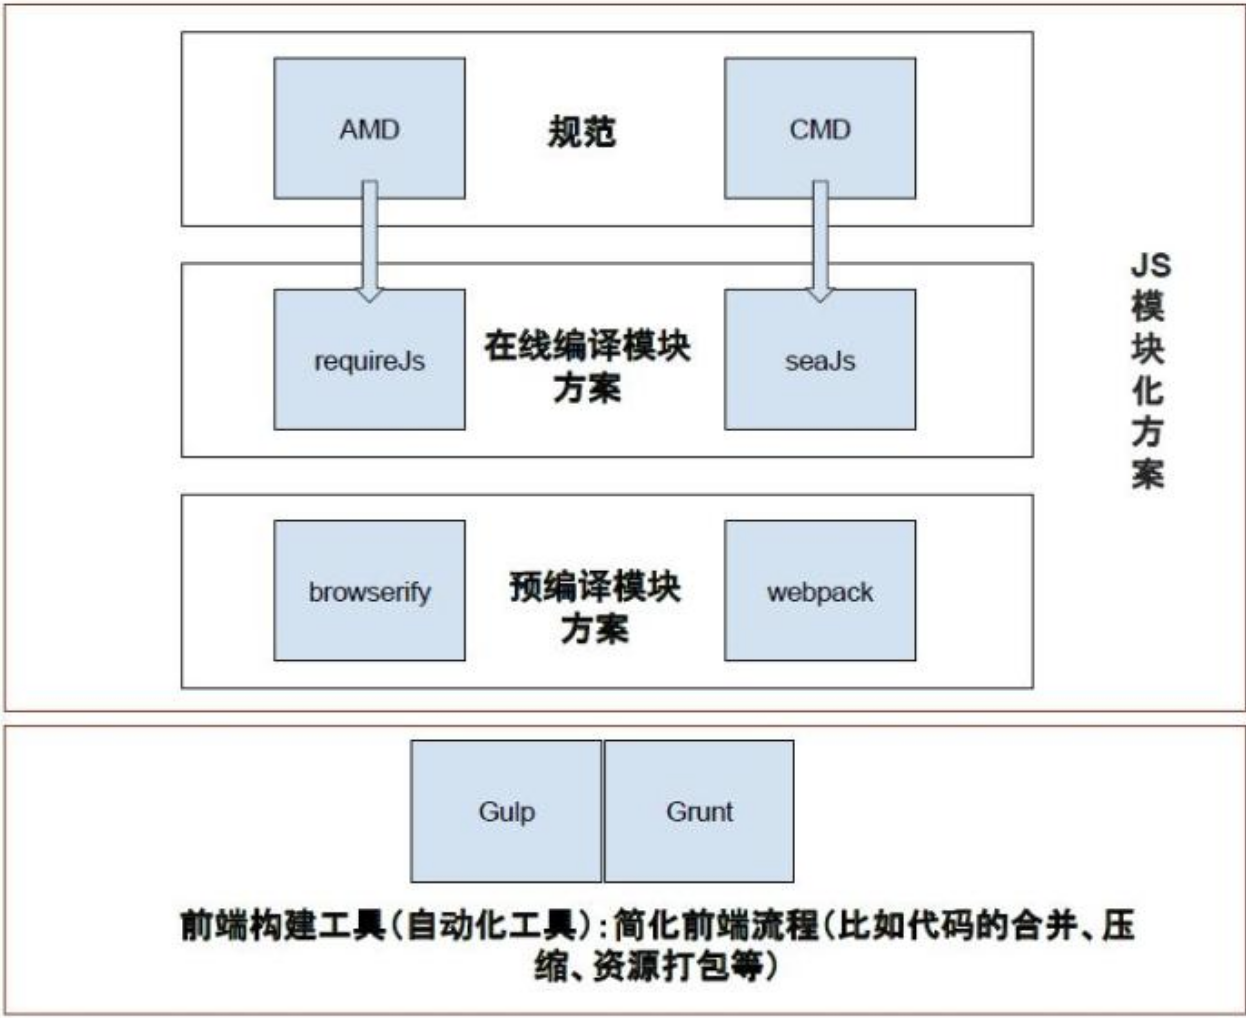 AMD
规范
CMD
requireJs
在线编译模块
方案
seaJs
JS
模
块
化
方
案
browserify
预编译模块
方案
webpack
Gulp
Grunt
前端构建工具(自动化工具):简化前端流程(比如代码的合并、压
缩、资源打包等)